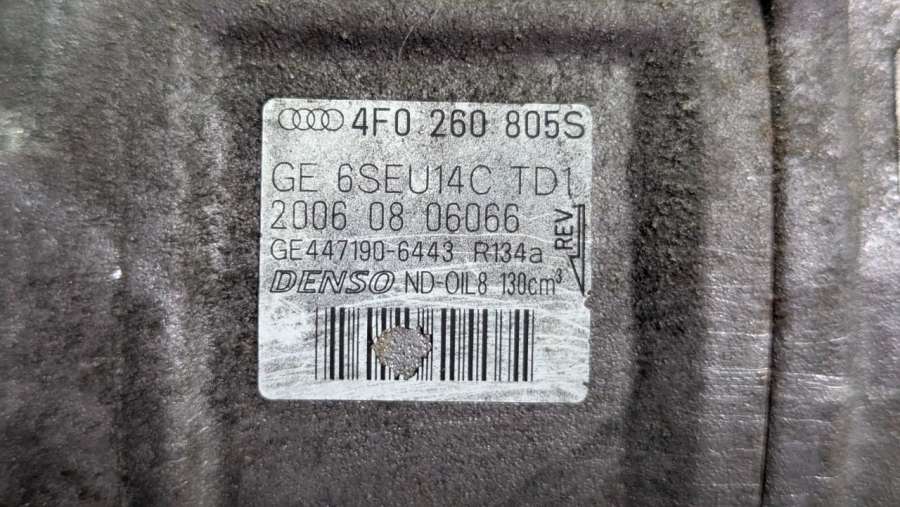 4F0 260 805S
GE 6SEU14C TD1
2006 08 06066
GE447190-6443 R134a
DENSO ND-OIL8 130cm³
REV